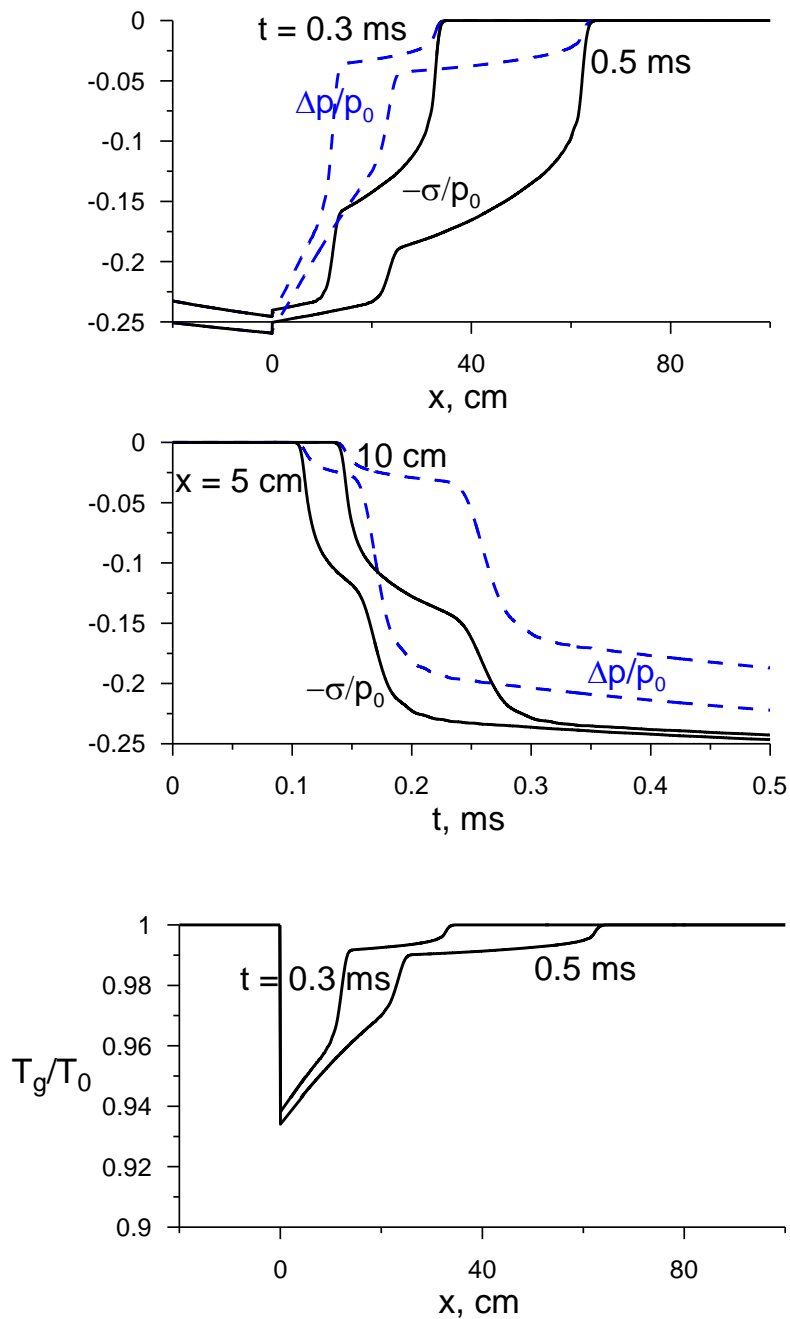 0
t = 0.3 ms
-0.05
0.5 ms
Δp/p₀
-0.1
-0.15
−σ/p₀
-0.2
-0.25
0 40 80
x, cm
0
10 cm
x = 5 cm
-0.05
-0.1
-0.15
Δp/p₀
−σ/p₀
-0.2
-0.25
0 0.1 0.2 0.3 0.4 0.5
t, ms
1
t = 0.3 ms
0.5 ms
0.98
0.96
T_g/T₀
0.94
0.92
0.9
0 40 80
x, cm